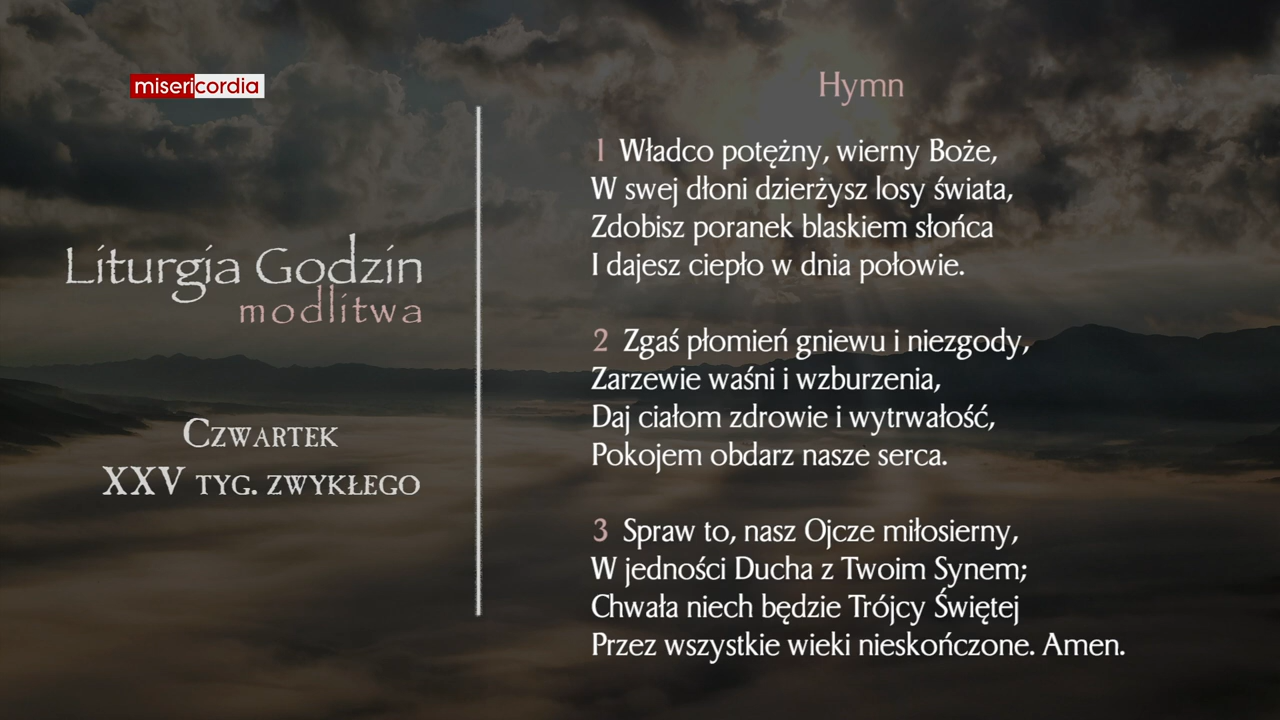 misericordia
Liturgia Godzin
modlitwa
Czwartek
XXV tyg. zwykłego
Hymn
1 Władco potężny, wierny Boże,
W swej dłoni dzierżysz losy świata,
Zdobisz poranek blaskiem słońca
I dajesz ciepło w dnia połowie.
2 Zgaś płomień gniewu i niezgody,
Zarzewie waśni i wzburzenia,
Daj ciałom zdrowie i wytrwałość,
Pokojem obdarz nasze serca.
3 Spraw to, nasz Ojcze miłosierny,
W jedności Ducha z Twoim Synem;
Chwała niech będzie Trójcy Świętej
Przez wszystkie wieki nieskończone. Amen.